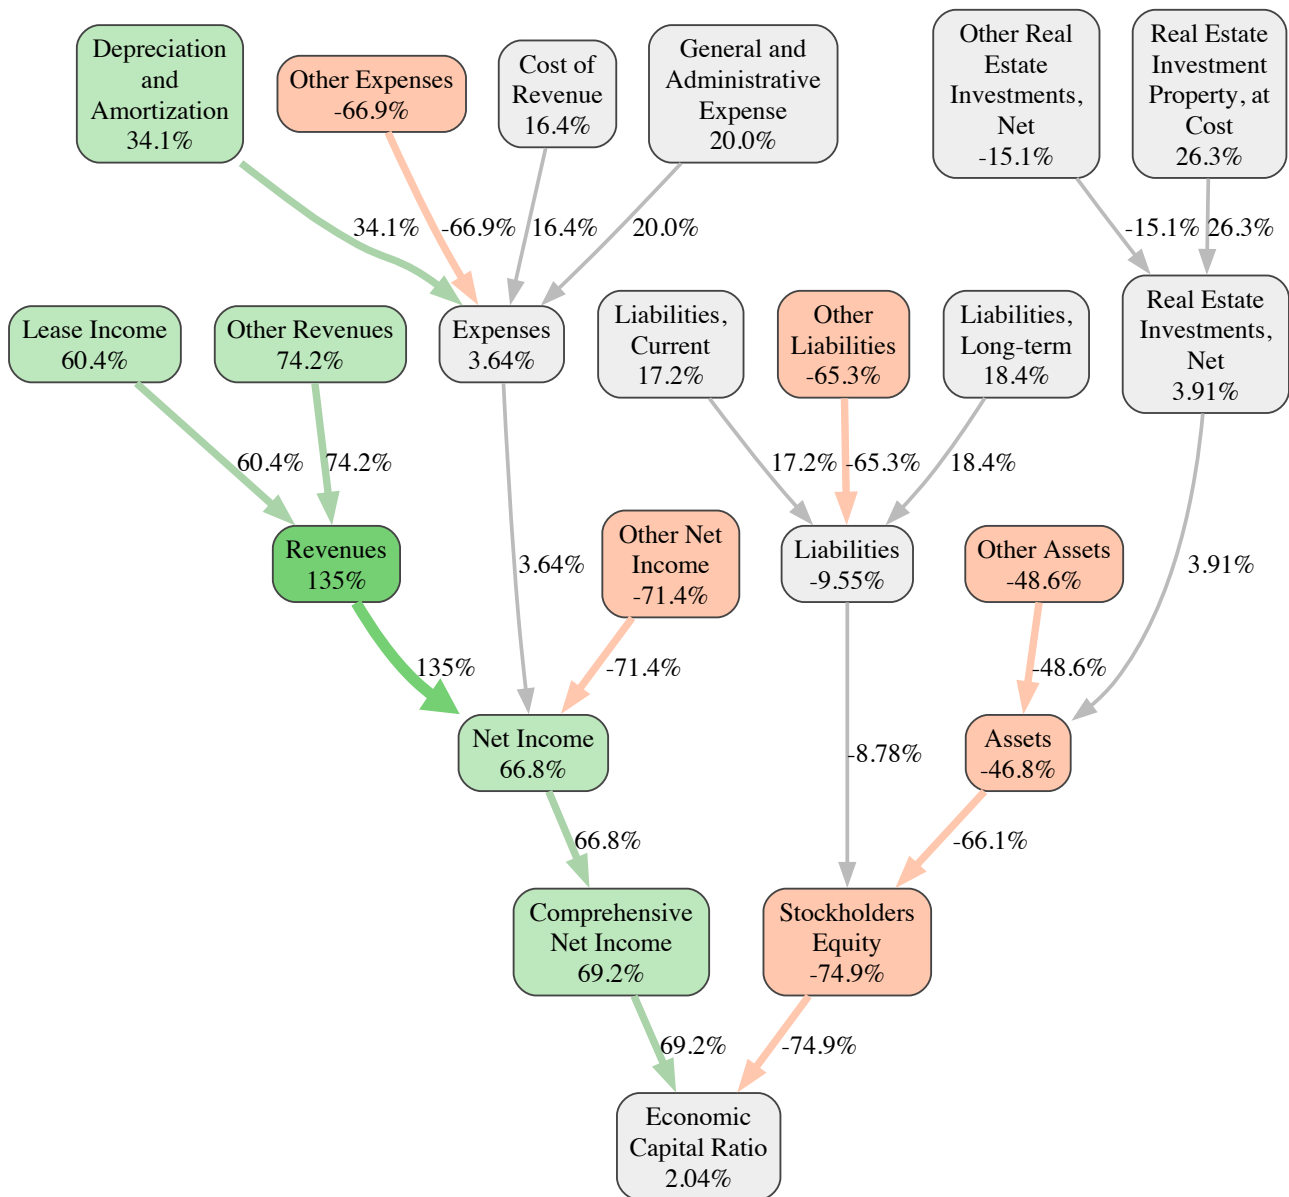 Depreciation
and
Amortization
34.1%
Other Expenses
-66.9%
Cost of
Revenue
16.4%
General and
Administrative
Expense
20.0%
Other Real
Estate
Investments,
Net
-15.1%
Real Estate
Investment
Property, at
Cost
26.3%
34.1%
-66.9%
16.4%
20.0%
-15.1%
26.3%
Lease Income
60.4%
Other Revenues
74.2%
Expenses
3.64%
Liabilities,
Current
17.2%
Other
Liabilities
-65.3%
Liabilities,
Long-term
18.4%
Real Estate
Investments,
Net
3.91%
60.4%
74.2%
17.2%
-65.3%
18.4%
Revenues
135%
3.64%
Other Net
Income
-71.4%
Liabilities
-9.55%
Other Assets
-48.6%
3.91%
135%
-71.4%
-48.6%
Net Income
66.8%
-8.78%
Assets
-46.8%
66.8%
-66.1%
Comprehensive
Net Income
69.2%
Stockholders
Equity
-74.9%
69.2%
-74.9%
Economic
Capital Ratio
2.04%